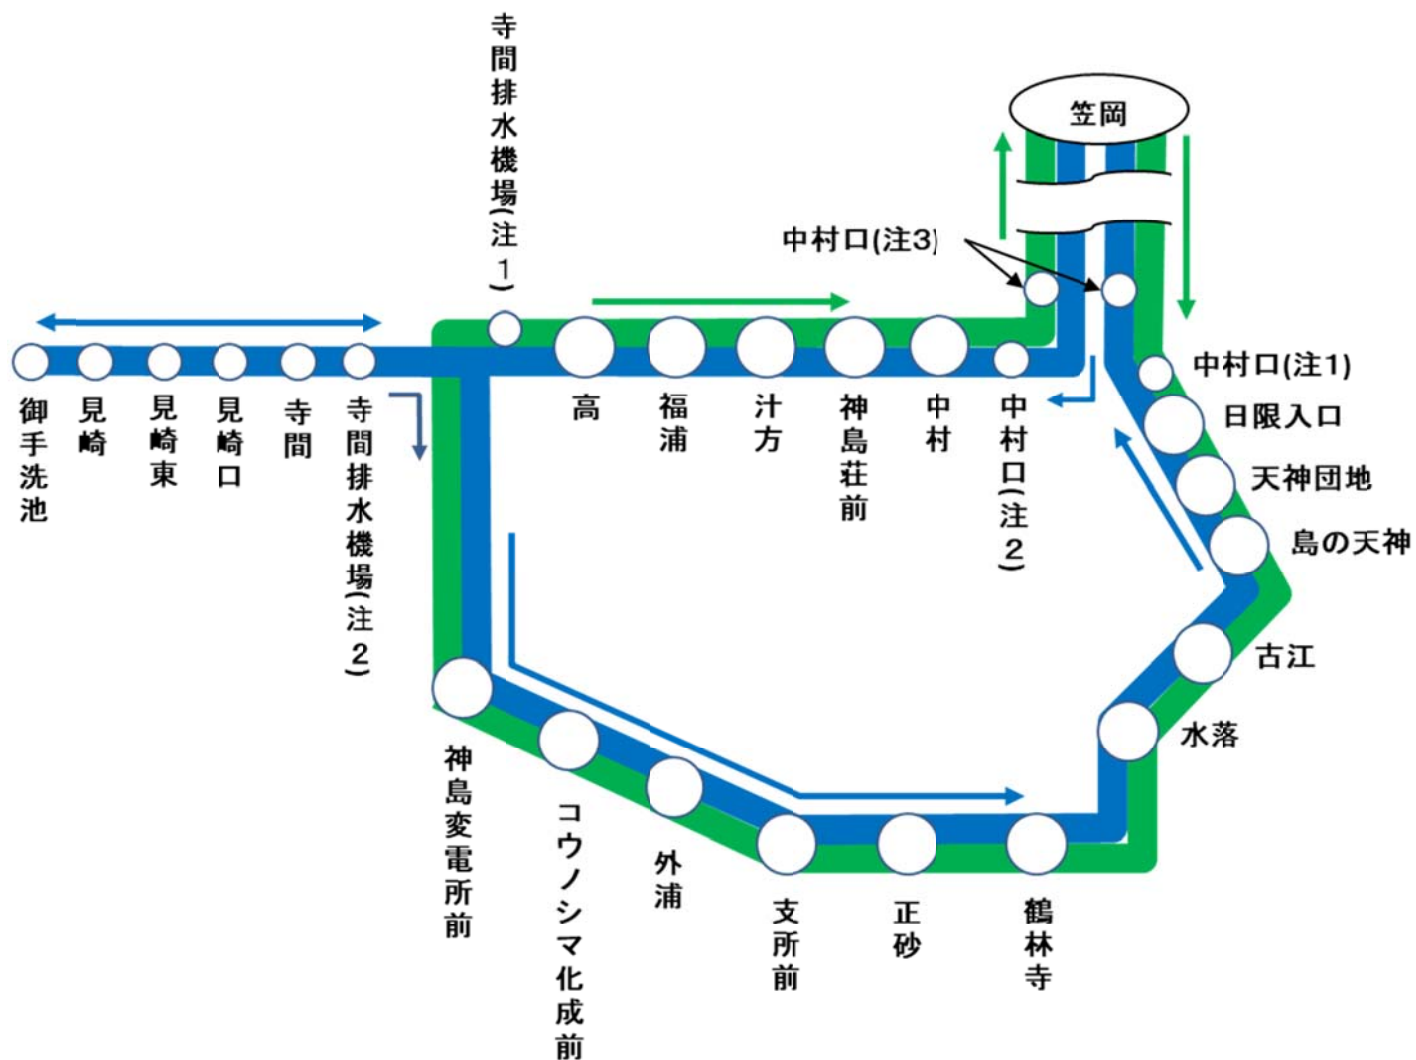 寺間排水機場(注1)
笠岡
中村口(注3)
中村口(注1)
日限入口
天神団地
島の天神
古江
水落
御手洗池
見崎
見崎東
見崎口
寺間
寺間排水機場(注2)
高
福浦
汁方
神島荘前
中村
中村口(注2)
神島変電所前
コウノシマ化成前
外浦
支所前
正砂
鶴林寺